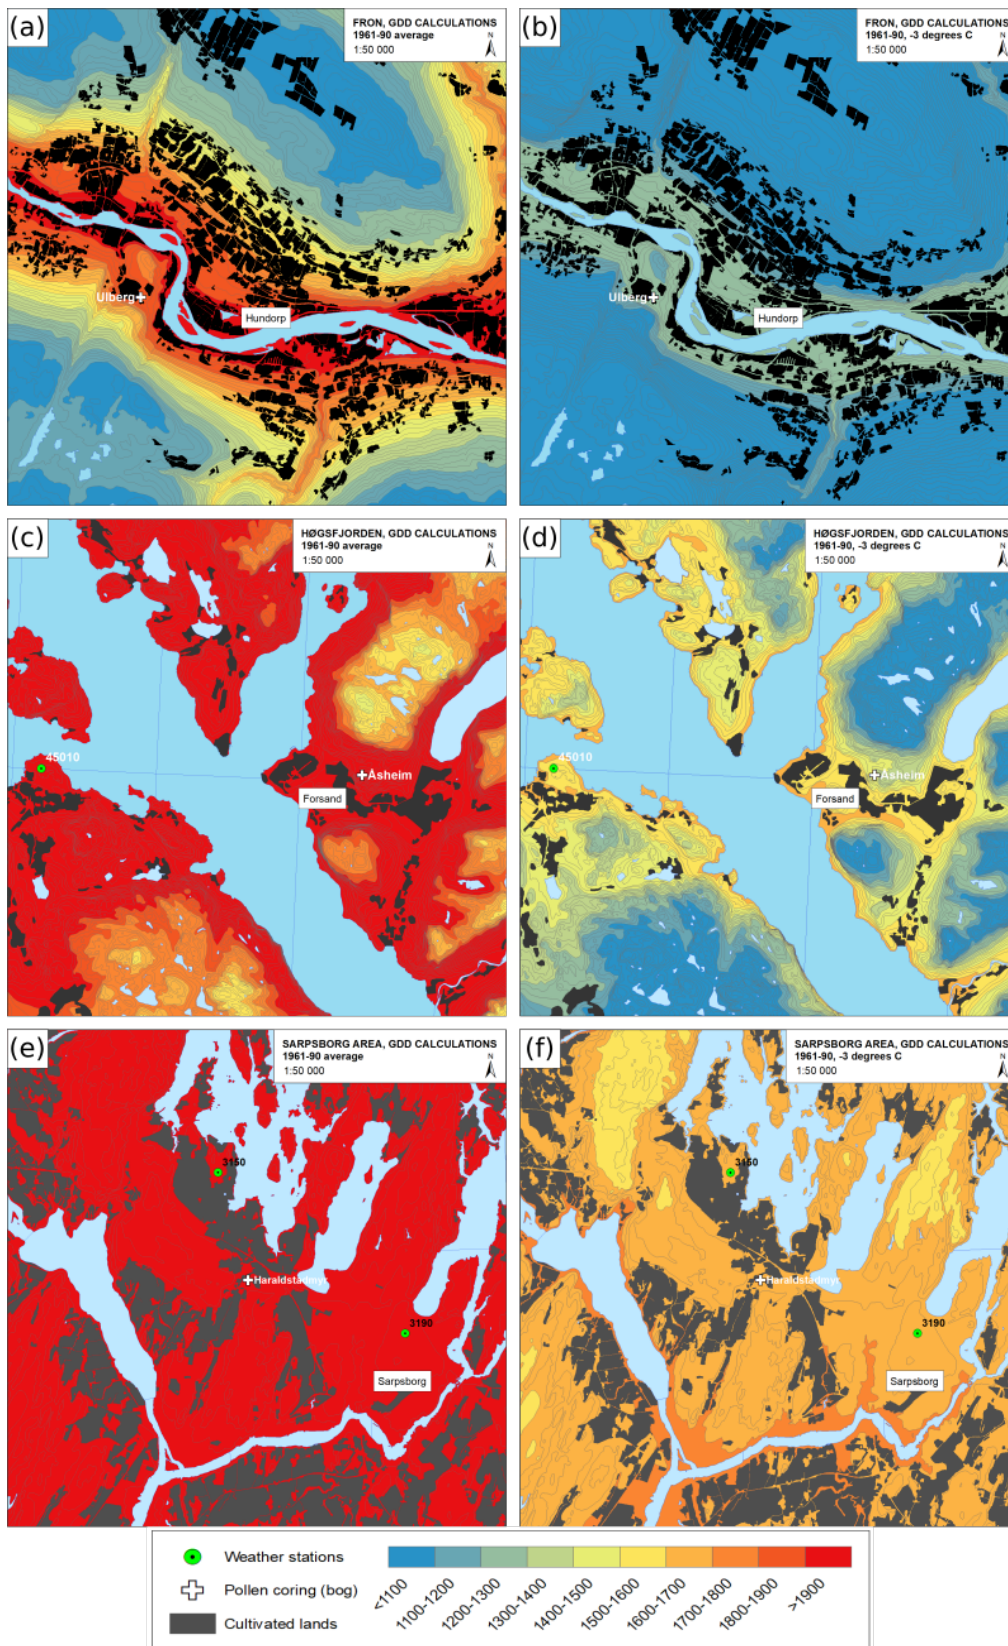 (a)
FRON, GDD CALCULATIONS
1961-90 average
1:50 000
N
Ulberg
Hundorp
(b)
FRON, GDD CALCULATIONS
1961-90, -3 degrees C
1:50 000
N
Ulberg
Hundorp
(c)
HØGSFJORDEN, GDD CALCULATIONS
1961-90 average
1:50 000
N
45010
Åsheim
Forsand
(d)
HØGSFJORDEN, GDD CALCULATIONS
1961-90, -3 degrees C
1:50 000
N
45010
Åsheim
Forsand
(e)
SARPSBORG AREA, GDD CALCULATIONS
1961-90 average
1:50 000
N
3150
Haraldstadmyr
3190
Sarpsborg
(f)
SARPSBORG AREA, GDD CALCULATIONS
1961-90, -3 degrees C
1:50 000
N
3150
Haraldstadmyr
3190
Sarpsborg
Weather stations
Pollen coring (bog)
Cultivated lands
<1100
1100-1200
1200-1300
1300-1400
1400-1500
1500-1600
1600-1700
1700-1800
1800-1900
>1900